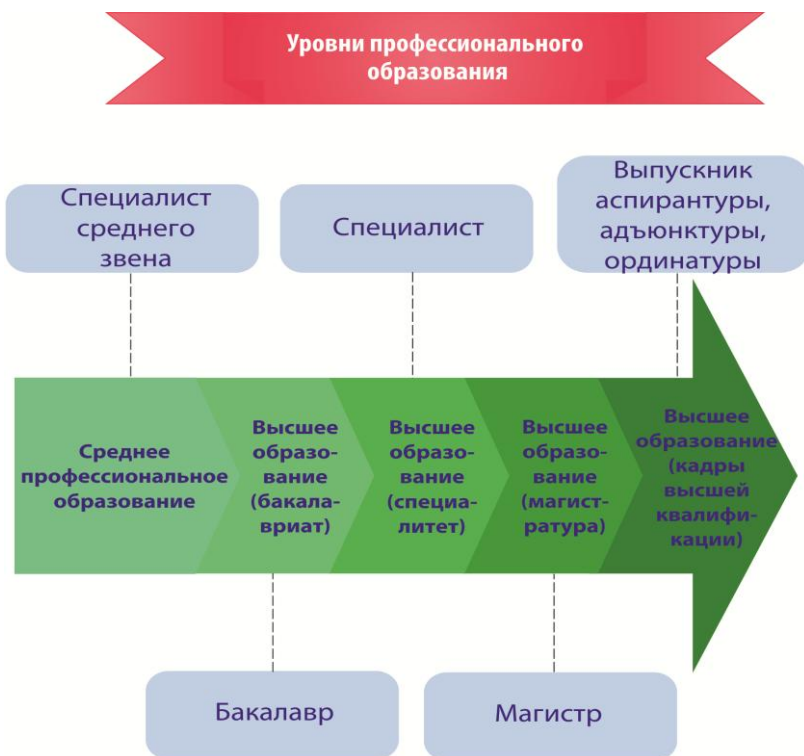 Уровни профессионального
образования
Специалист
среднего
звена
Специалист
Выпускник
аспирантуры,
адъюнктуры,
ординатуры
Среднее
профессиональное
образование
Высшее
образо-
вание
(бакала-
вриат)
Высшее
образо-
вание
(специа-
литет)
Высшее
образо-
вание
(магист-
ратура)
Высшее
образование
(кадры
высшей
квалифи-
кации)
Бакалавр
Магистр